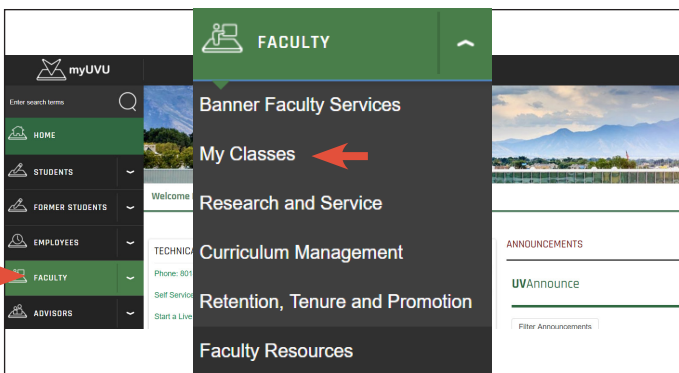 myUVU
Enter search terms
HOME
STUDENTS
FORMER STUDENTS
EMPLOYEES
FACULTY
ADVISORS
Welcome
TECHNICA
Phone: 801
Self Service
Start a Live
FACULTY
Banner Faculty Services
My Classes
Research and Service
Curriculum Management
Retention, Tenure and Promotion
Faculty Resources
ANNOUNCEMENTS
UVAnnounce
Filter Announcements